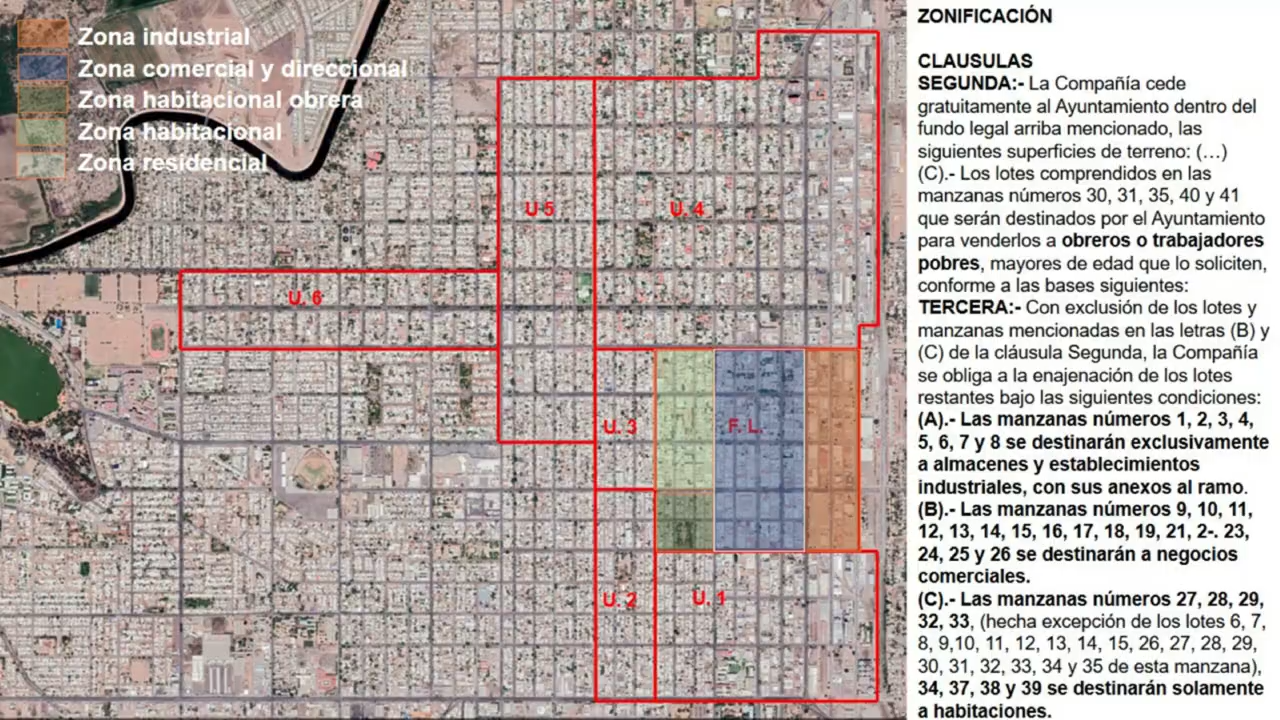 Zona industrial
Zona comercial y direccional
Zona habitacional obrera
Zona habitacional
Zona residencial
U 5
U. 4
U. 6
U. 3
F. L.
U. 2
U. 1
ZONIFICACIÓN
CLAUSULAS
SEGUNDA:- La Compañía cede
gratuitamente al Ayuntamiento dentro del
fundo legal arriba mencionado, las
siguientes superficies de terreno: (…)
(C).- Los lotes comprendidos en las
manzanas números 30, 31, 35, 40 y 41
que serán destinados por el Ayuntamiento
para venderlos a obreros o trabajadores
pobres, mayores de edad que lo soliciten,
conforme a las bases siguientes:
TERCERA:- Con exclusión de los lotes y
manzanas mencionadas en las letras (B) y
(C) de la cláusula Segunda, la Compañía
se obliga a la enajenación de los lotes
restantes bajo las siguientes condiciones:
(A).- Las manzanas números 1, 2, 3, 4,
5, 6, 7 y 8 se destinarán exclusivamente
a almacenes y establecimientos
industriales, con sus anexos al ramo.
(B).- Las manzanas números 9, 10, 11,
12, 13, 14, 15, 16, 17, 18, 19, 21, 2-. 23,
24, 25 y 26 se destinarán a negocios
comerciales.
(C).- Las manzanas números 27, 28, 29,
32, 33, (hecha excepción de los lotes 6, 7,
8, 9,10, 11, 12, 13, 14, 15, 26, 27, 28, 29,
30, 31, 32, 33, 34 y 35 de esta manzana),
34, 37, 38 y 39 se destinarán solamente
a habitaciones.